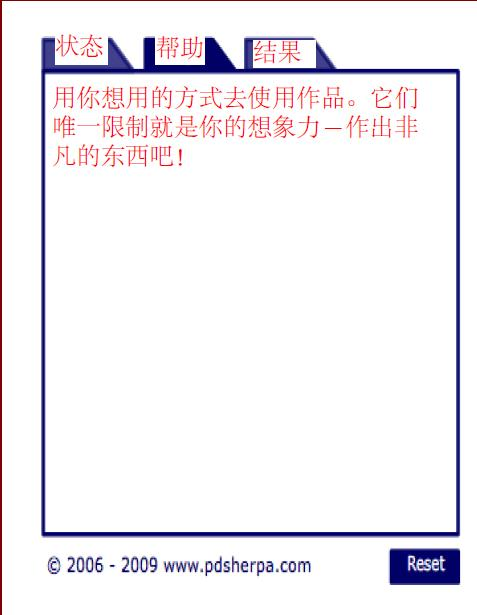 状态 帮助 结果
用你想用的方式去使用作品。它们
唯一限制就是你的想象力—作出非
凡的东西吧!
© 2006 - 2009 www.pdsherpa.com Reset